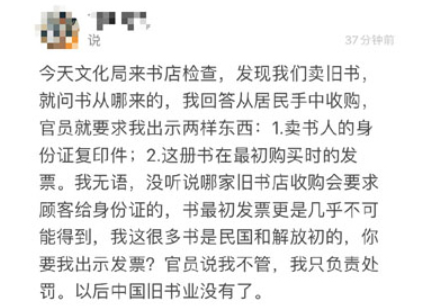 说
37分钟前
今天文化局来书店检查，发现我们卖旧书，
就问书从哪来的，我回答从居民手中收购，
官员就要求我出示两样东西：1.卖书人的身
份证复印件；2.这册书在最初购买时的发
票。我无语，没听说哪家旧书店收购会要求
顾客给身份证的，书最初发票更是几乎不可
能得到，我这很多书是民国和解放初的，你
要我出示发票？官员说我不管，我只负责处
罚。以后中国旧书业没有了。